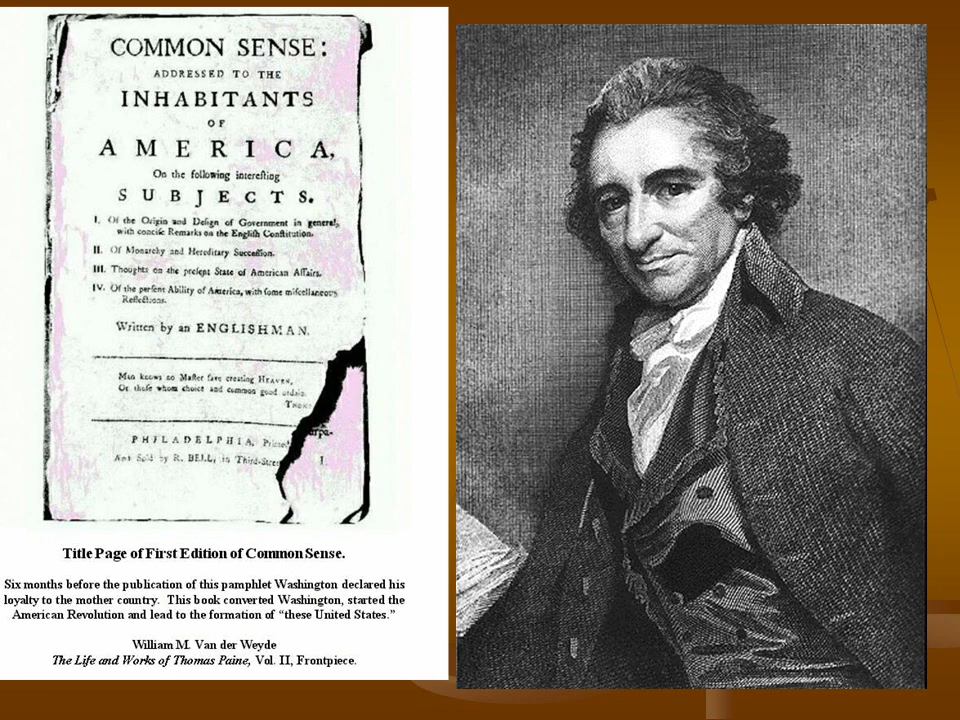 COMMON SENSE:
ADDRESSED TO THE
INHABITANTS
OF
AMERICA,
On the following interesting
SUBJECTS.
I. Of the Origin and Design of Government in general,
with concise Remarks on the English Constitution.
II. Of Monarchy and Hereditary Succession.
III. Thoughts on the present State of American Affairs.
IV. Of the persent Ability of America, with some miscellaneous
Reflections.
Written by an ENGLISHMAN.
Man knows no Master save creating HEAVEN,
Or those whom choice and common good ordain.
PHILADELPHIA, Printed
And Sold by R. BELL, in Third-Street
Title Page of First Edition of Common Sense.
Six months before the publication of this pamphlet Washington declared his
loyalty to the mother country. This book converted Washington, started the
American Revolution and lead to the formation of “these United States.”
William M. Van der Weyde
The Life and Works of Thomas Paine, Vol. II, Frontpiece.